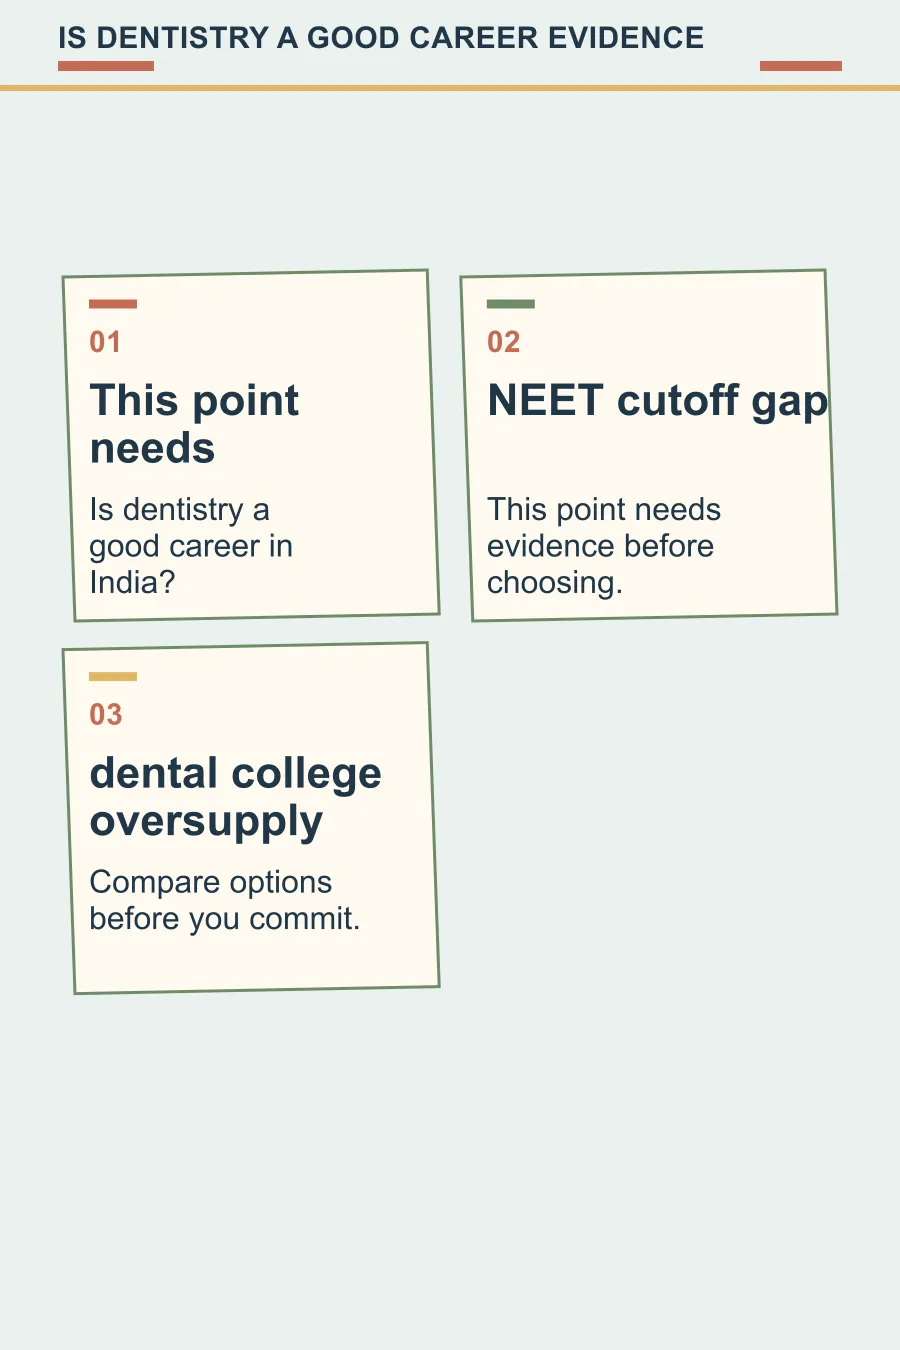 IS DENTISTRY A GOOD CAREER EVIDENCE
01
This point
needs
Is dentistry a
good career in
India?
02
NEET cutoff gap
This point needs
evidence before
choosing.
03
dental college
oversupply
Compare options
before you commit.